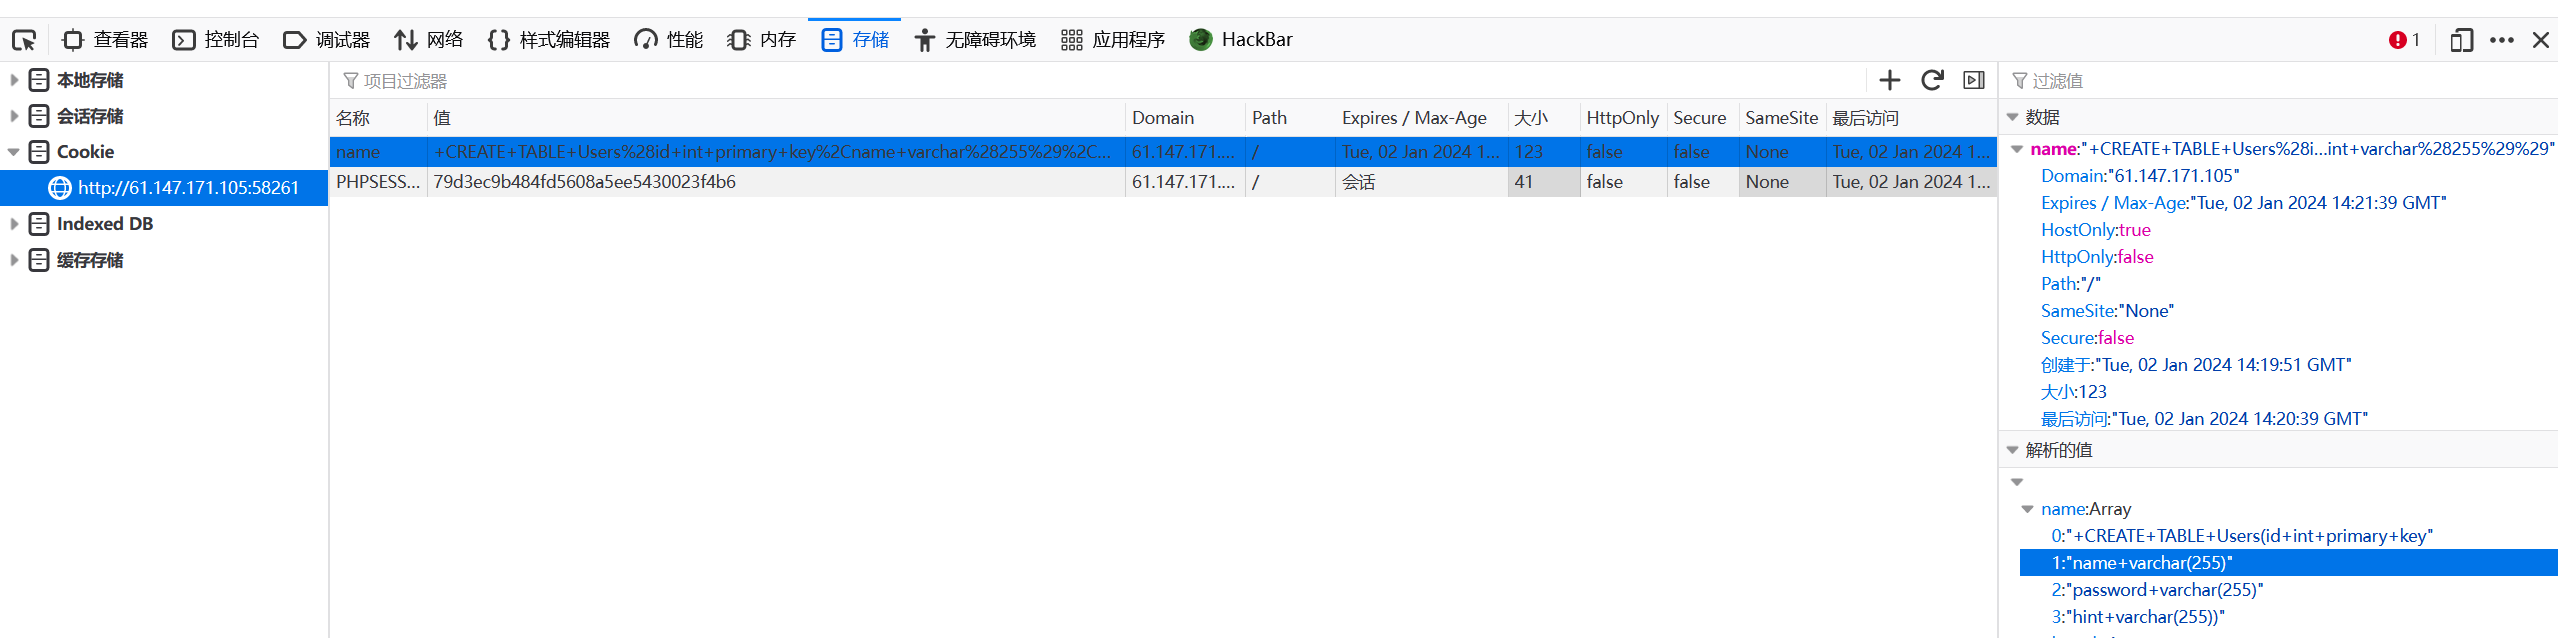 查看器 控制台 调试器 网络 样式编辑器 性能 内存 存储 无障碍环境 应用程序 HackBar 1
本地存储
会话存储
Cookie
http://61.147.171.105:58261
Indexed DB
缓存存储
项目过滤器
名称 值 Domain Path Expires / Max-Age 大小 HttpOnly Secure SameSite 最后访问
name +CREATE+TABLE+Users%28id+int+primary+key%2Cname+varchar%28255%29%2C... 61.147.171.... / Tue, 02 Jan 2024 1... 123 false false None Tue, 02 Jan 2024 1...
PHPSESS... 79d3ec9b484fd5608a5ee5430023f4b6 61.147.171.... / 会话 41 false false None Tue, 02 Jan 2024 1...
过滤值
数据
name:"+CREATE+TABLE+Users%28i...int+varchar%28255%29%29"
Domain:"61.147.171.105"
Expires / Max-Age:"Tue, 02 Jan 2024 14:21:39 GMT"
HostOnly:true
HttpOnly:false
Path:"/"
SameSite:"None"
Secure:false
创建于:"Tue, 02 Jan 2024 14:19:51 GMT"
大小:123
最后访问:"Tue, 02 Jan 2024 14:20:39 GMT"
解析的值
name:Array
0:"+CREATE+TABLE+Users(id+int+primary+key"
1:"name+varchar(255)"
2:"password+varchar(255)"
3:"hint+varchar(255))"